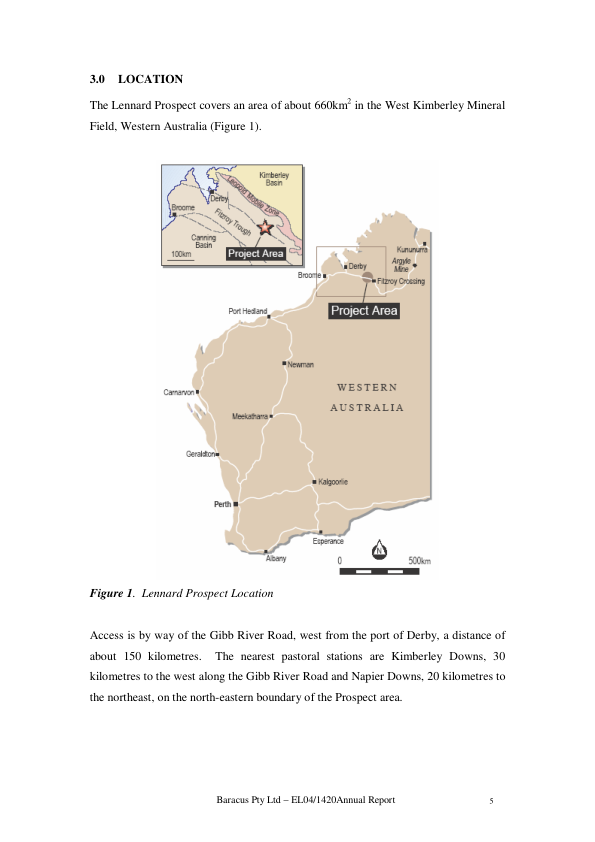 3.0 LOCATION
The Lennard Prospect covers an area of about 660km² in the West Kimberley Mineral
Field, Western Australia (Figure 1).
Kimberley
Basin
Leopold Mobile Zone
Derby
Broome
Fitzroy Trough
Canning
Basin
100km
Project Area
Kununurra
Argyle
Mine
Derby
Broome
Fitzroy Crossing
Project Area
Port Hedland
Newman
WESTERN
AUSTRALIA
Carnarvon
Meekatharra
Geraldton
Kalgoorlie
Perth
Esperance
Albany
N
0 500km
Figure 1. Lennard Prospect Location
Access is by way of the Gibb River Road, west from the port of Derby, a distance of
about 150 kilometres. The nearest pastoral stations are Kimberley Downs, 30
kilometres to the west along the Gibb River Road and Napier Downs, 20 kilometres to
the northeast, on the north-eastern boundary of the Prospect area.
Baracus Pty Ltd – EL04/1420Annual Report 5